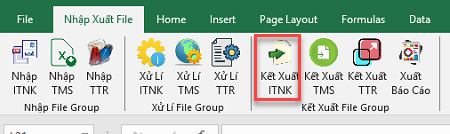 File Nhập Xuất File Home Insert Page Layout Formulas Data
Nhập Nhập Nhập Xử Lí Xử Lí Xử Lí Kết Xuất Kết Xuất Kết Xuất Xuất
ITNK TMS TTR ITNK TMS TTR ITNK TMS TTR Báo Cáo
Nhập File Group Xử Lí File Group Kết Xuất File Group